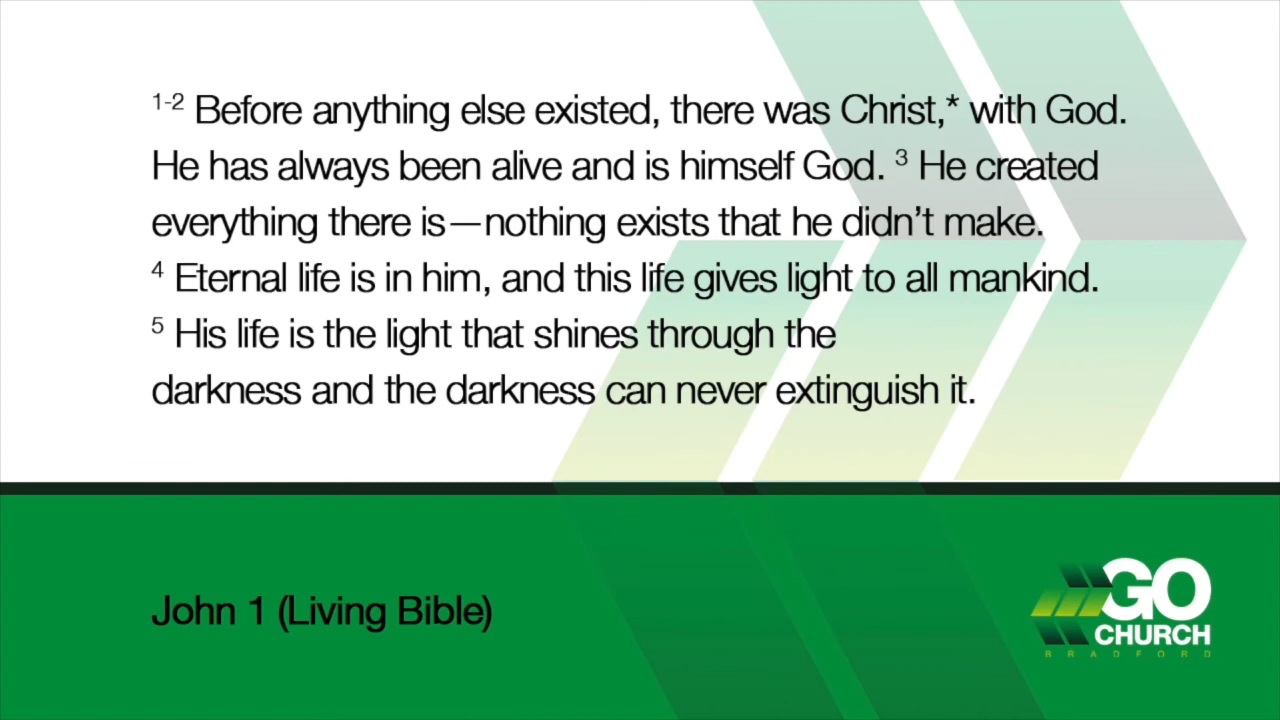 1-2 Before anything else existed, there was Christ,* with God.
He has always been alive and is himself God. 3 He created
everything there is—nothing exists that he didn’t make.
4 Eternal life is in him, and this life gives light to all mankind.
5 His life is the light that shines through the
darkness and the darkness can never extinguish it.
John 1 (Living Bible)
GO
CHURCH
BRADFORD